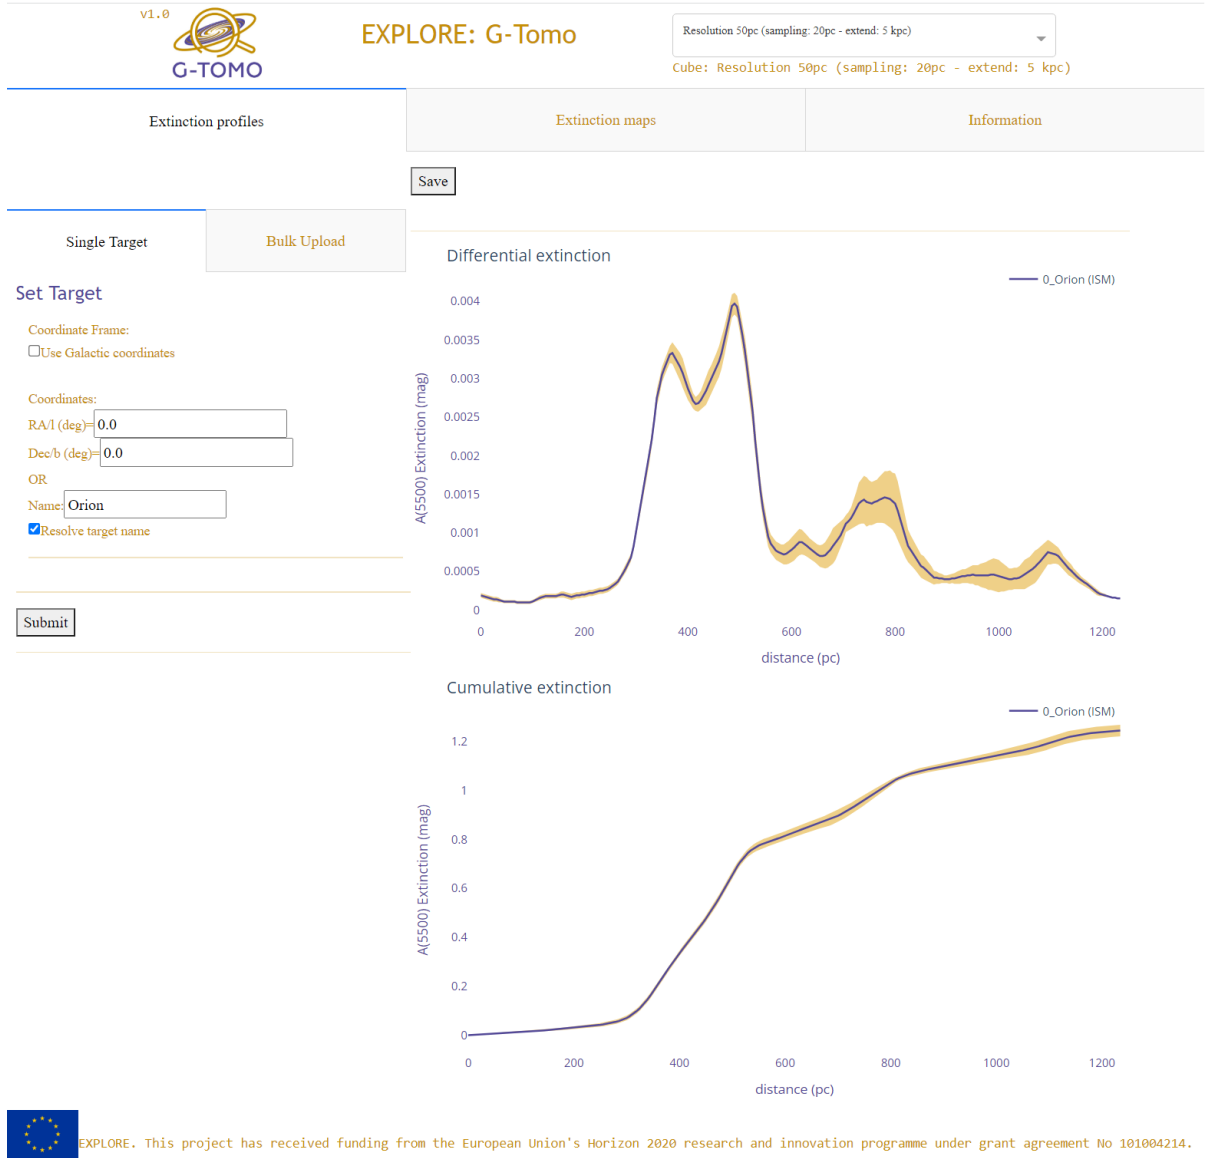 v1.0
G-TOMO
EXPLORE: G-Tomo
Resolution 50pc (sampling: 20pc - extend: 5 kpc)
Cube: Resolution 50pc (sampling: 20pc - extend: 5 kpc)
Extinction profiles
Extinction maps
Information
Save
Single Target
Bulk Upload
Set Target
Coordinate Frame:
Use Galactic coordinates
Coordinates:
RA/l (deg)= 0.0
Dec/b (deg)= 0.0
OR
Name: Orion
Resolve target name
Submit
Differential extinction
0_Orion (ISM)
A(5500) Extinction (mag)
0.004
0.0035
0.003
0.0025
0.002
0.0015
0.001
0.0005
0
0 200 400 600 800 1000 1200
distance (pc)
Cumulative extinction
0_Orion (ISM)
A(5500) Extinction (mag)
1.2
1
0.8
0.6
0.4
0.2
0
0 200 400 600 800 1000 1200
distance (pc)
EXPLORE. This project has received funding from the European Union's Horizon 2020 research and innovation programme under grant agreement No 101004214.